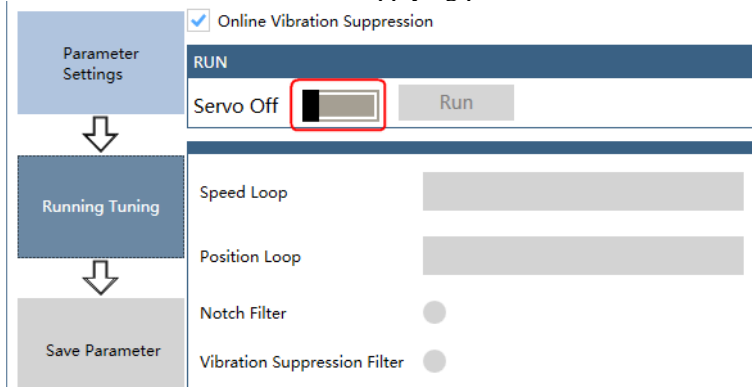 Online Vibration Suppression
Parameter
Settings
RUN
Servo Off
Run
Running Tuning
Speed Loop
Position Loop
Notch Filter
Save Parameter
Vibration Suppression Filter